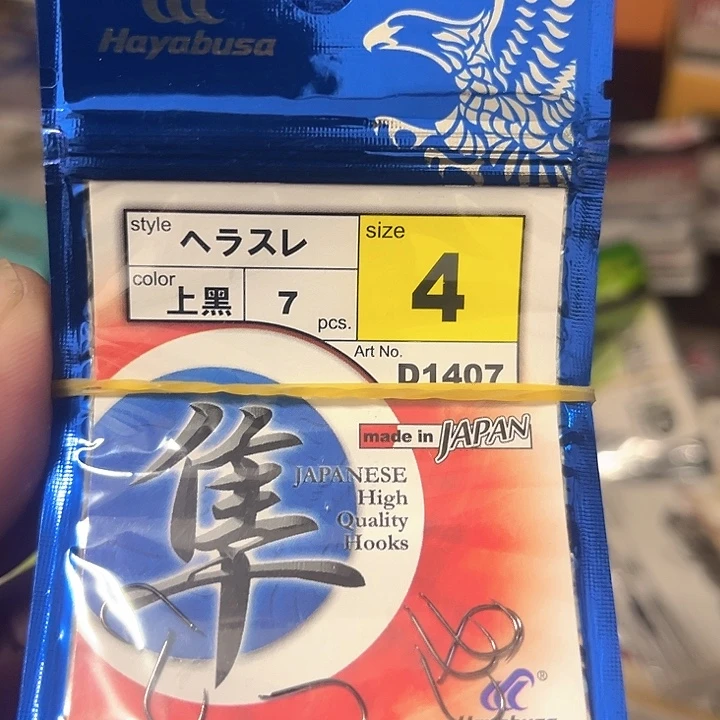 Hayabusa
style ヘラスレ
size 4
color 上黒
7 pcs.
Art No. D1407
made in JAPAN
隼
JAPANESE
High
Quality
Hooks
®
Hayabusa